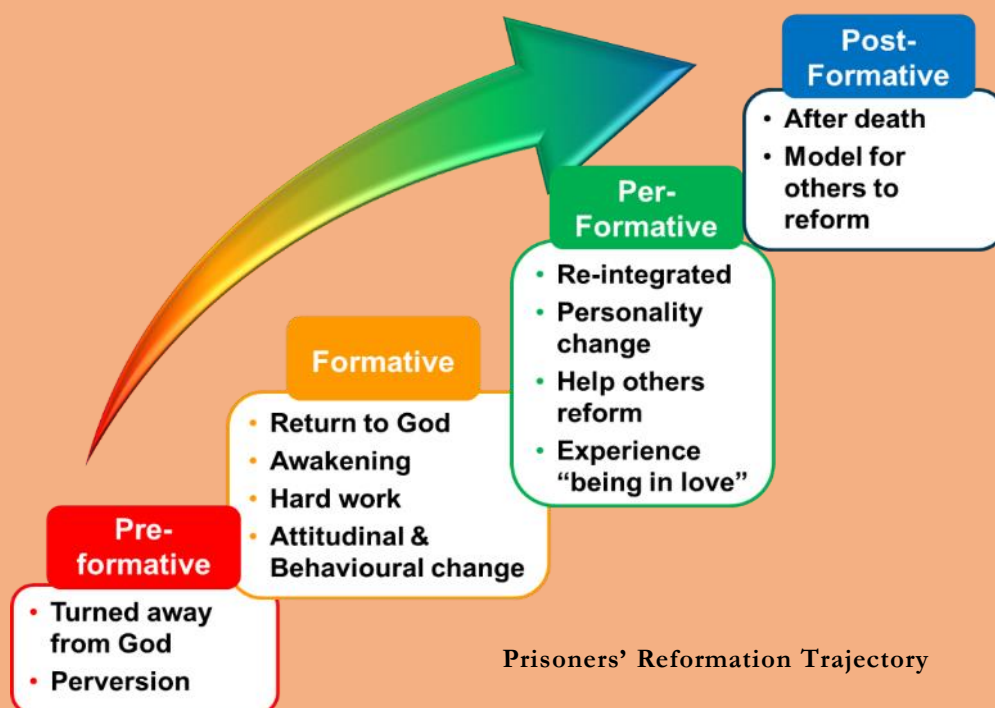 Pre-
formative
• Turned away
from God
• Perversion
Formative
• Return to God
• Awakening
• Hard work
• Attitudinal &
Behavioural change
Per-
Formative
• Re-integrated
• Personality
change
• Help others
reform
• Experience
“being in love”
Post-
Formative
• After death
• Model for
others to
reform
Prisoners’ Reformation Trajectory